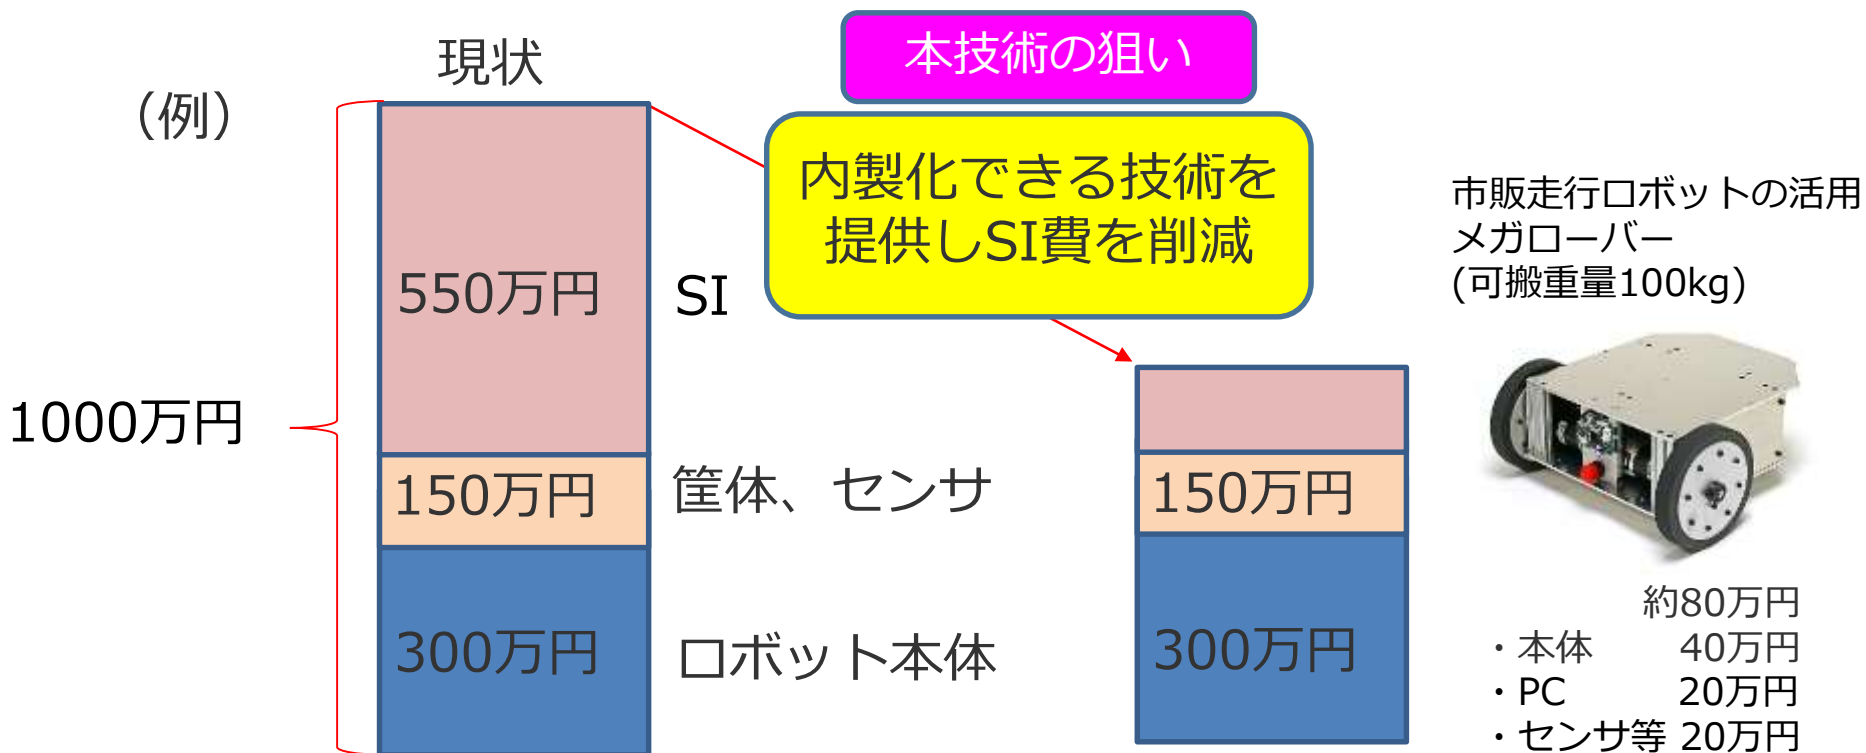 (例)
現状
本技術の狙い
内製化できる技術を
提供しSI費を削減
1000万円
550万円
SI
150万円
筐体、センサ
300万円
ロボット本体
150万円
300万円
市販走行ロボットの活用
メガローバー
(可搬重量100kg)
約80万円
・本体 40万円
・PC 20万円
・センサ等 20万円